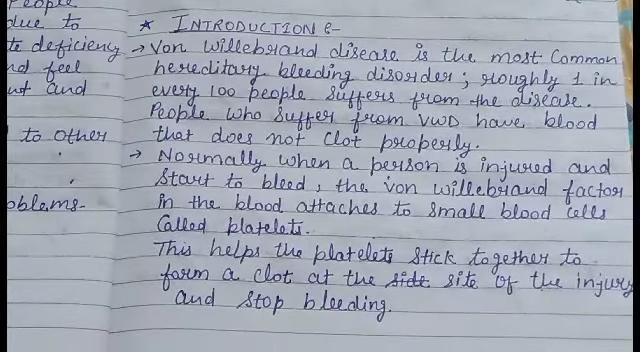 People
due to
te deficiency
nd feel
and
to other
oblems.
* INTRODUCTION :-
→ Von willebrand disease is the most common
hereditary bleeding disorder; roughly 1 in
every 100 people suffers from the disease.
People who suffer from VWD have blood
that does not clot properly.
→ Normally when a person is injured and
start to bleed, the von willebrand factor
in the blood attaches to small blood cells
called platelets.
This helps the platelets stick together to
form a clot at the side site of the injury
and stop bleeding.